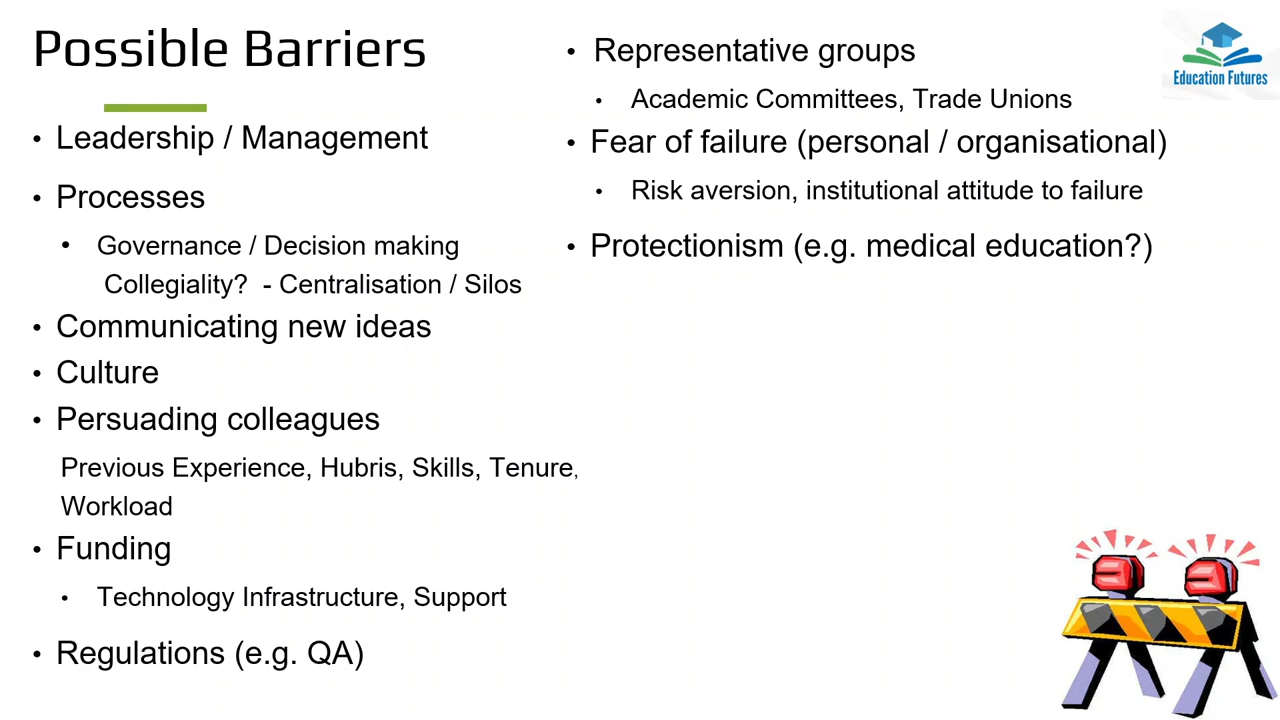 Possible Barriers
• Leadership / Management
• Processes
• Governance / Decision making
Collegiality? - Centralisation / Silos
• Communicating new ideas
• Culture
• Persuading colleagues
Previous Experience, Hubris, Skills, Tenure,
Workload
• Funding
• Technology Infrastructure, Support
• Regulations (e.g. QA)
• Representative groups
• Academic Committees, Trade Unions
• Fear of failure (personal / organisational)
• Risk aversion, institutional attitude to failure
• Protectionism (e.g. medical education?)
Education Futures